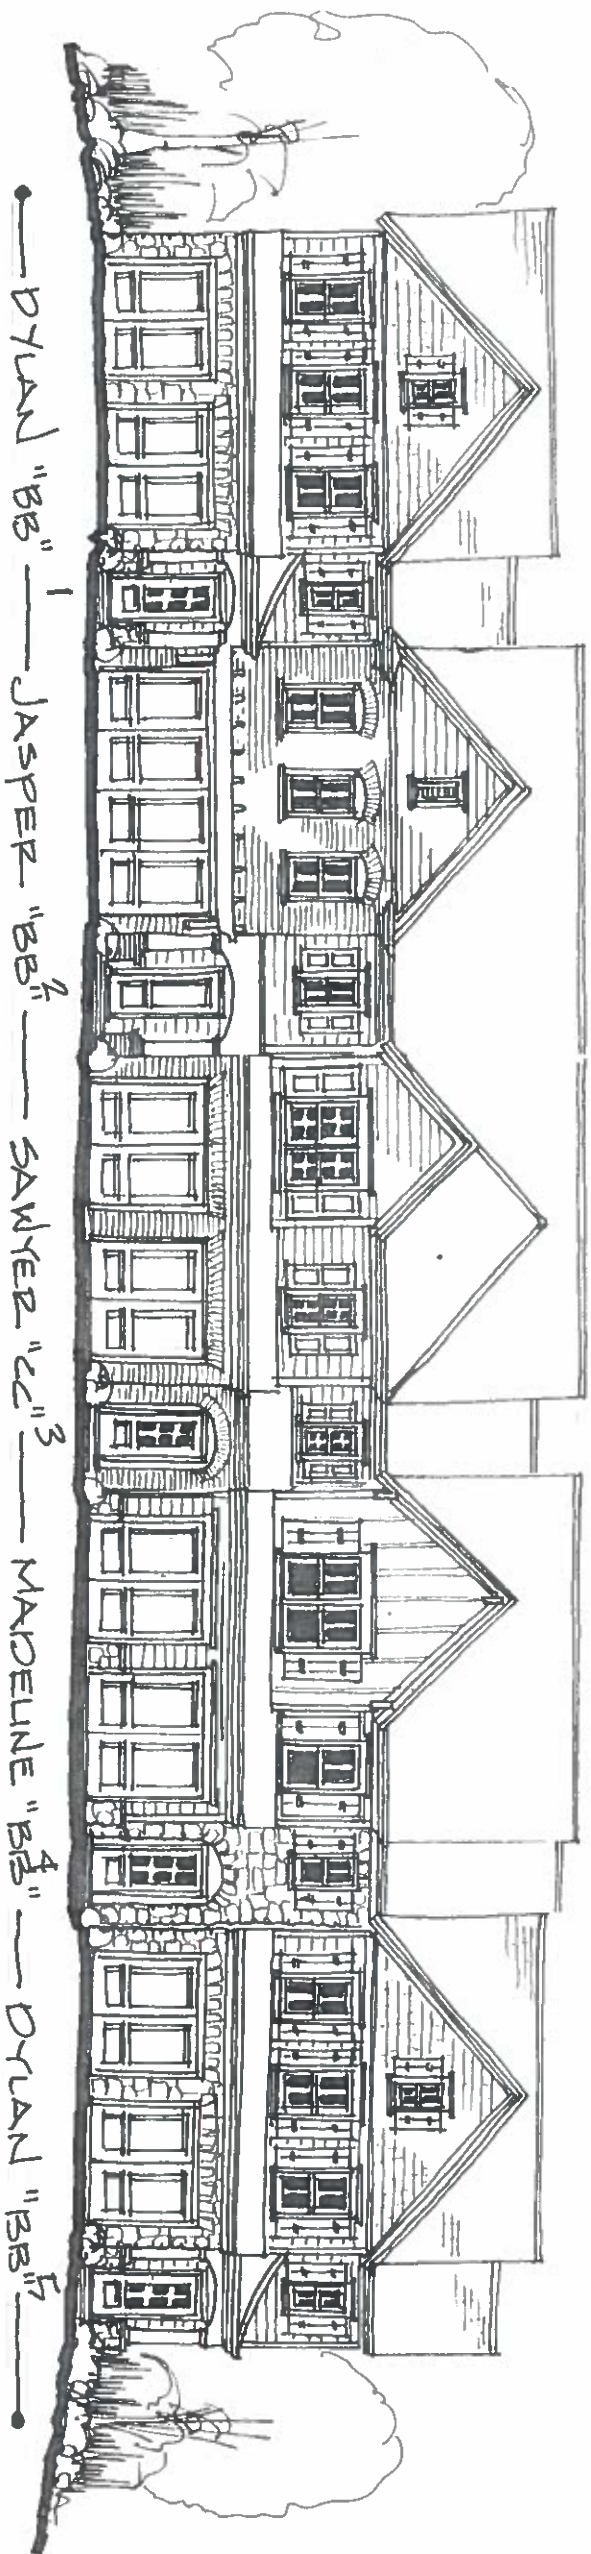 DYLAN "BB" 1 — JASPER "BB" 2 — SAWYER "CC" 3 — MADELINE "BB" 4 — DYLAN "BB" 5